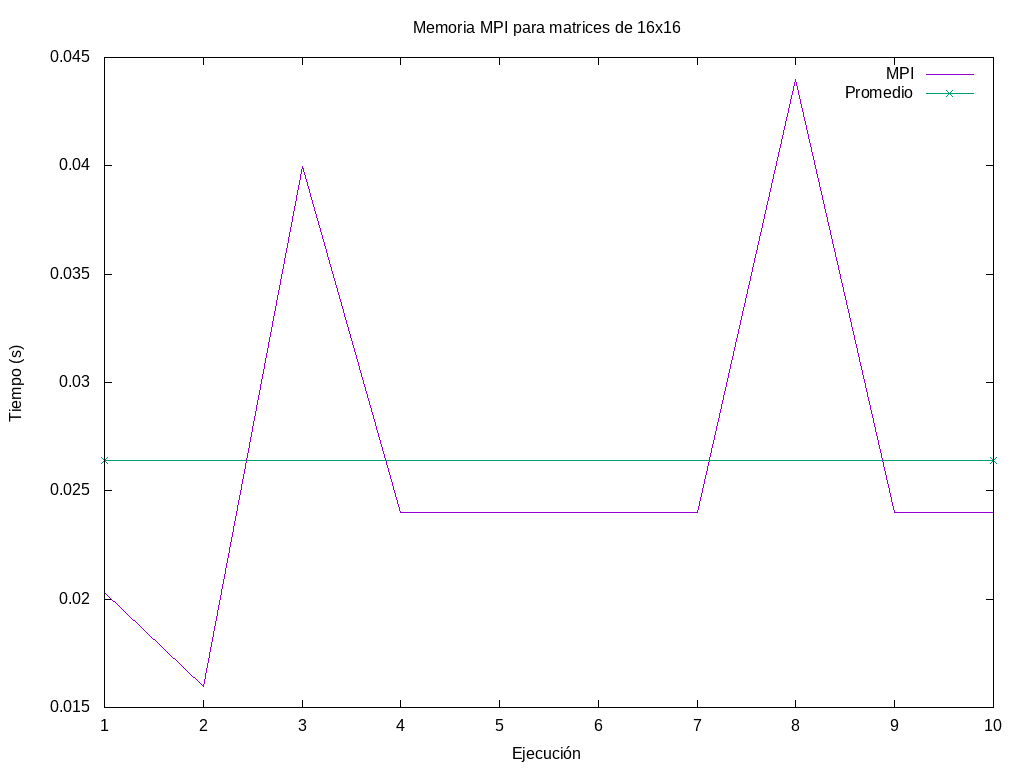 Memoria MPI para matrices de 16x16
MPI
Promedio
0.045
0.04
0.035
0.03
0.025
0.02
0.015
Tiempo (s)
1 2 3 4 5 6 7 8 9 10
Ejecución